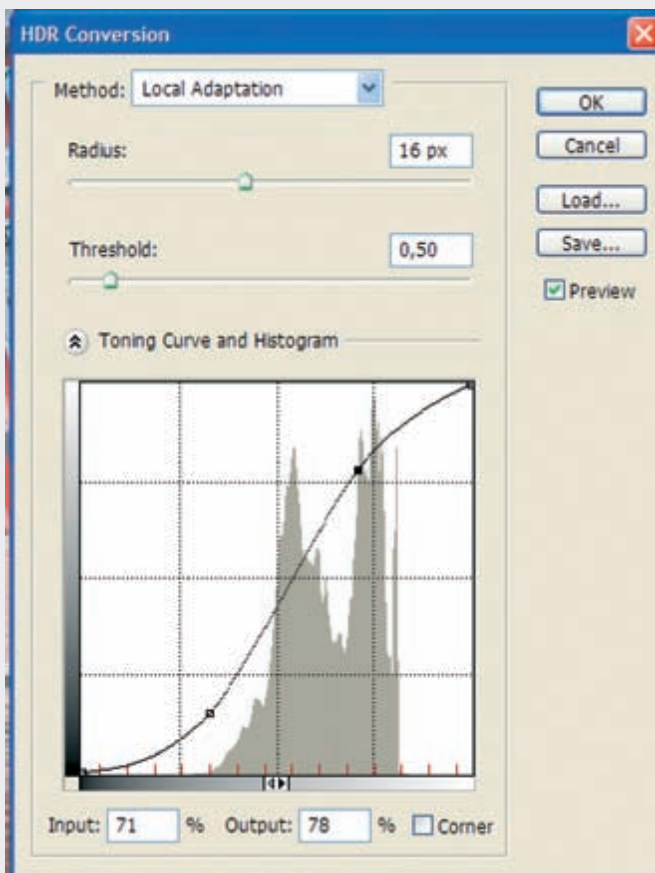 HDR Conversion
Method: Local Adaptation
OK
Radius: 16 px
Cancel
Load...
Threshold: 0,50
Save...
Preview
Toning Curve and Histogram
Input: 71 % Output: 78 % Corner